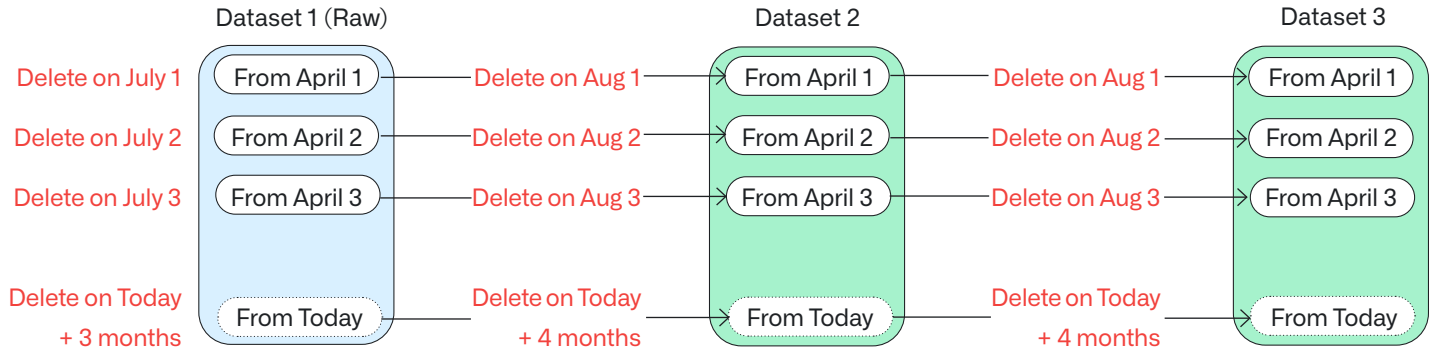 Dataset 1 (Raw)
Dataset 2
Dataset 3
Delete on July 1
From April 1
Delete on Aug 1
From April 1
Delete on Aug 1
From April 1
Delete on July 2
From April 2
Delete on Aug 2
From April 2
Delete on Aug 2
From April 2
Delete on July 3
From April 3
Delete on Aug 3
From April 3
Delete on Aug 3
From April 3
Delete on Today
+ 3 months
From Today
Delete on Today
+ 4 months
From Today
Delete on Today
+ 4 months
From Today